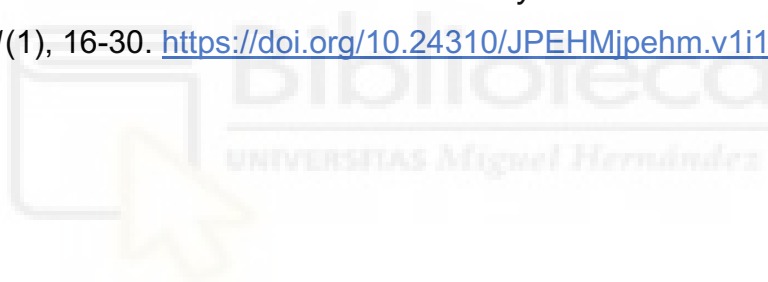 (1), 16-30. https://doi.org/10.24310/JPEHMjpehm.v1i1
Biblioteca
UNIVERSITAS Miguel Hernández